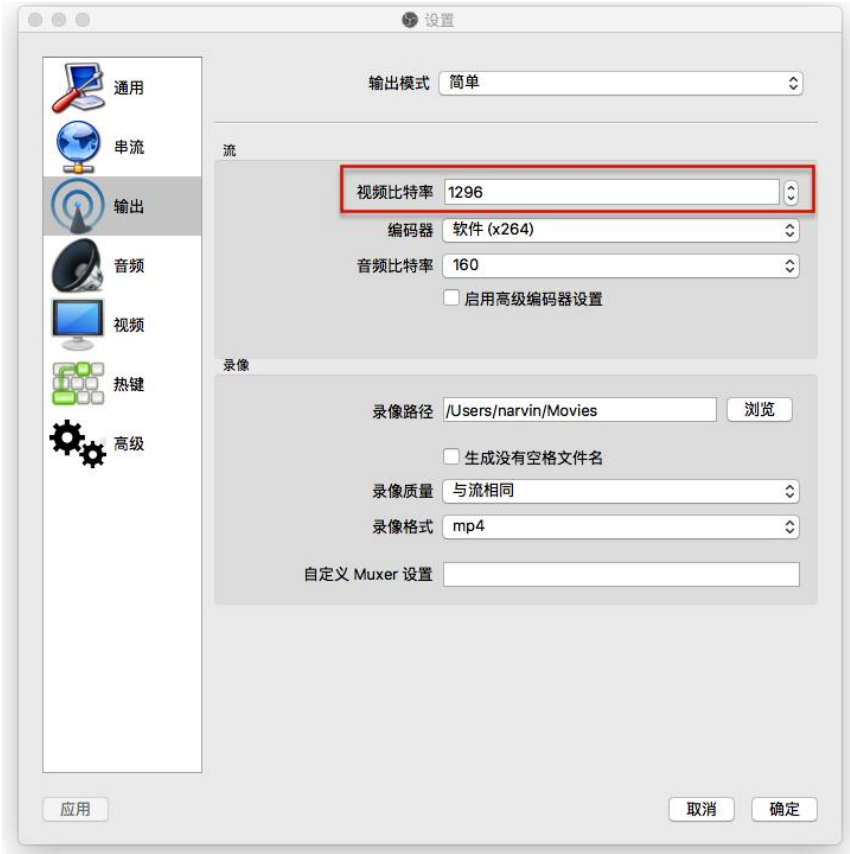 设置
通用
串流
输出
音频
视频
热键
高级
输出模式 简单
流
视频比特率 1296
编码器 软件 (x264)
音频比特率 160
启用高级编码器设置
录像
录像路径 /Users/narvin/Movies 浏览
生成没有空格文件名
录像质量 与流相同
录像格式 mp4
自定义 Muxer 设置
应用 取消 确定